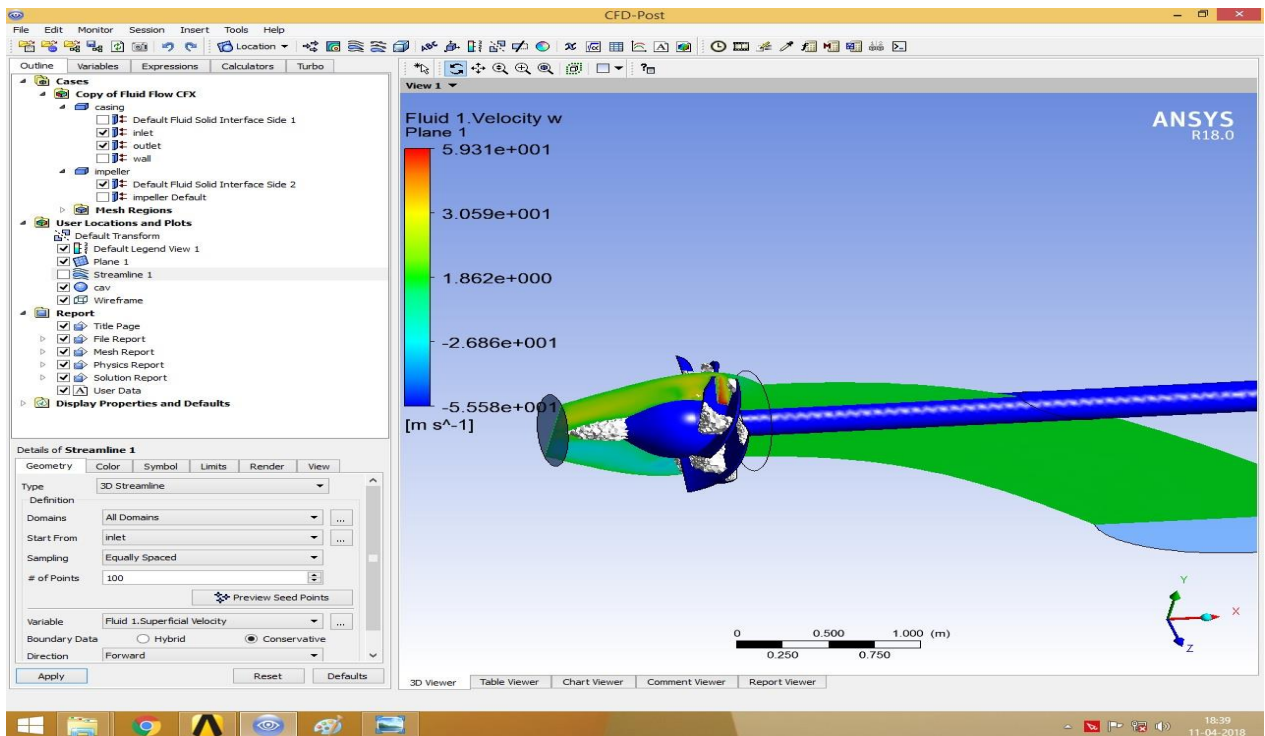 CFD-Post
File Edit Monitor Session Insert Tools Help
Location
Outline Variables Expressions Calculators Turbo
Cases
Copy of Fluid Flow CFX
casing
Default Fluid Solid Interface Side 1
inlet
outlet
wall
impeller
Default Fluid Solid Interface Side 2
impeller Default
Mesh Regions
User Locations and Plots
Default Transform
Default Legend View 1
Plane 1
Streamline 1
cav
Wireframe
Report
Title Page
File Report
Mesh Report
Physics Report
Solution Report
User Data
Display Properties and Defaults
Details of Streamline 1
Geometry Color Symbol Limits Render View
Type 3D Streamline
Definition
Domains All Domains ...
Start From inlet ...
Sampling Equally Spaced
# of Points 100
Preview Seed Points
Variable Fluid 1.Superficial Velocity ...
Boundary Data Hybrid Conservative
Direction Forward
Apply Reset Defaults
View 1
Fluid 1.Velocity w
Plane 1
5.931e+001
3.059e+001
1.862e+000
-2.686e+001
-5.558e+001
[m s^-1]
ANSYS
R18.0
0 0.500 1.000 (m)
0.250 0.750
Y
X
Z
3D Viewer Table Viewer Chart Viewer Comment Viewer Report Viewer
18:39
11-04-2018